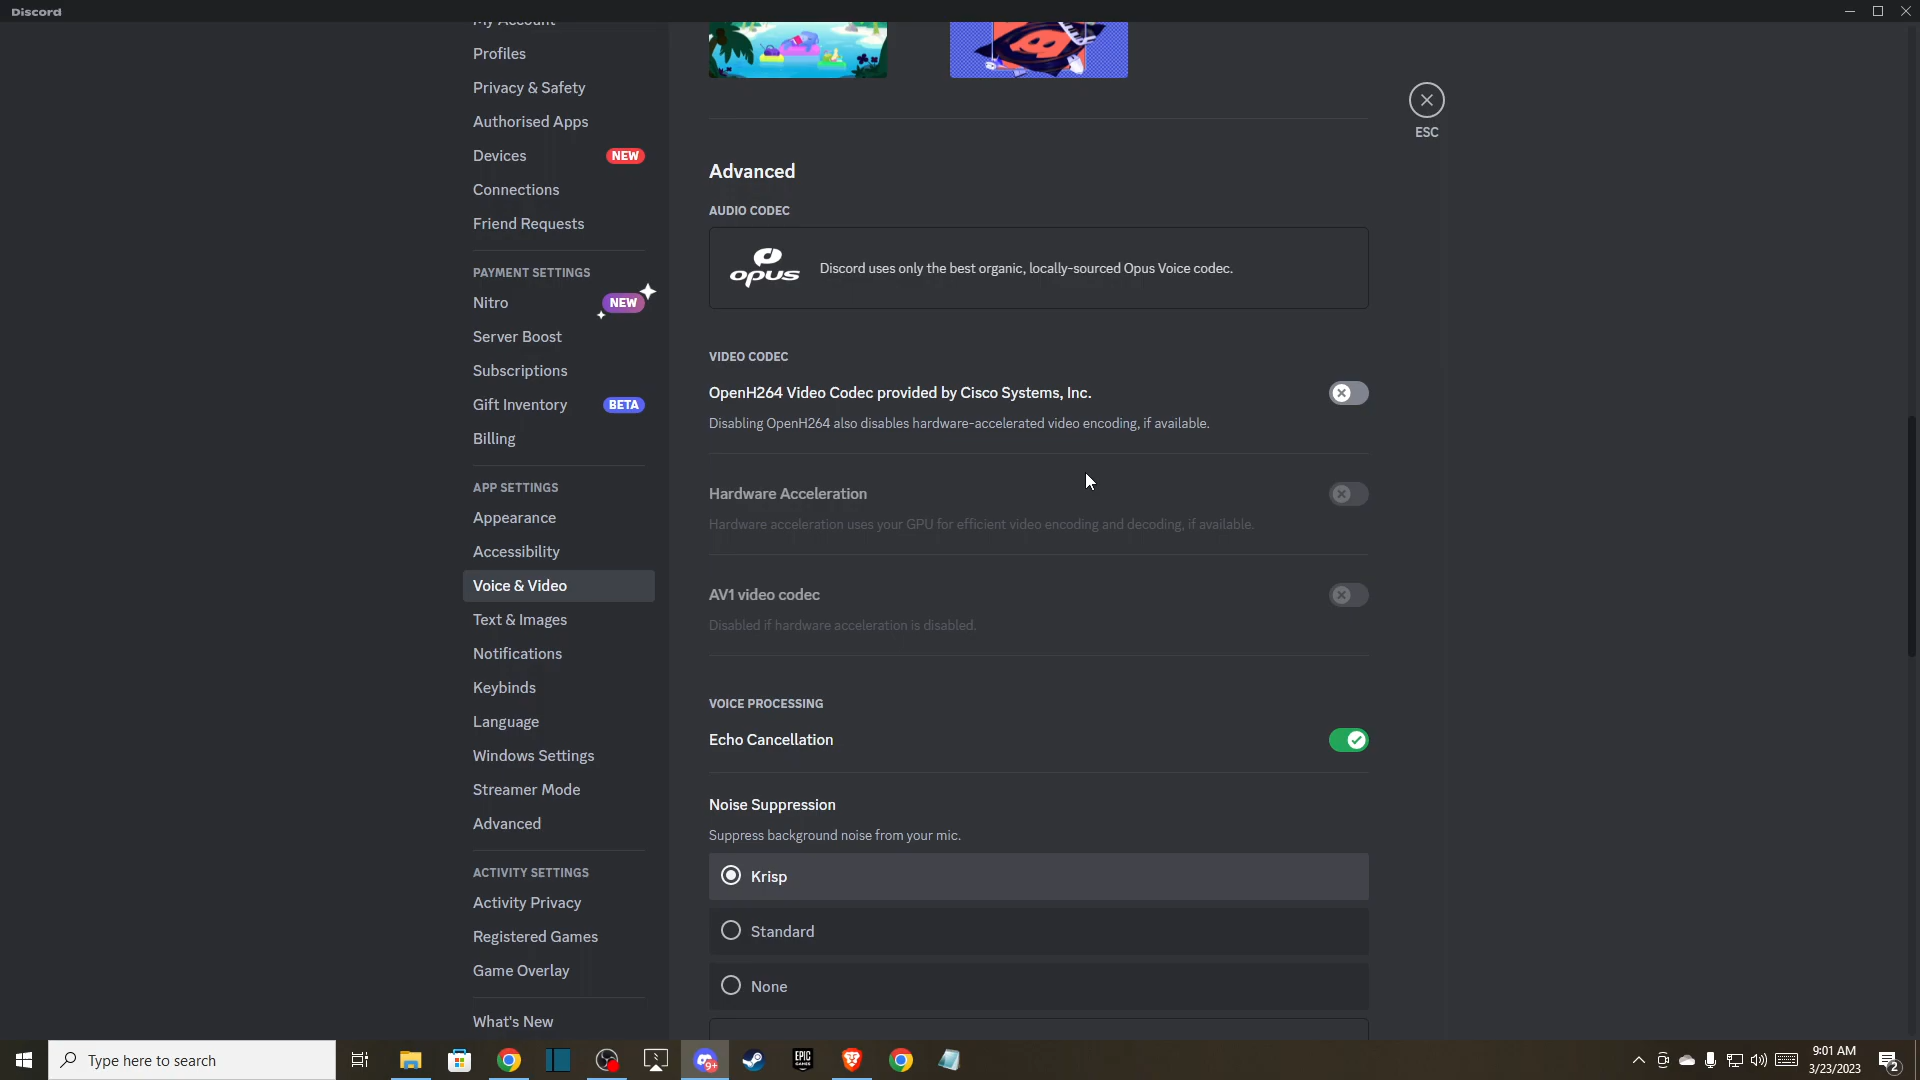 Discord
My Account
Profiles
Privacy & Safety
Authorised Apps
Devices NEW
Connections
Friend Requests
PAYMENT SETTINGS
Nitro NEW
Server Boost
Subscriptions
Gift Inventory BETA
Billing
APP SETTINGS
Appearance
Accessibility
Voice & Video
Text & Images
Notifications
Keybinds
Language
Windows Settings
Streamer Mode
Advanced
ACTIVITY SETTINGS
Activity Privacy
Registered Games
Game Overlay
What's New
ESC
Advanced
AUDIO CODEC
opus
Discord uses only the best organic, locally-sourced Opus Voice codec.
VIDEO CODEC
OpenH264 Video Codec provided by Cisco Systems, Inc.
Disabling OpenH264 also disables hardware-accelerated video encoding, if available.
Hardware Acceleration
Hardware acceleration uses your GPU for efficient video encoding and decoding, if available.
AV1 video codec
Disabled if hardware acceleration is disabled.
VOICE PROCESSING
Echo Cancellation
Noise Suppression
Suppress background noise from your mic.
Krisp
Standard
None
Type here to search
9+
EPIC
GAMES
9:01 AM
3/23/2023
2